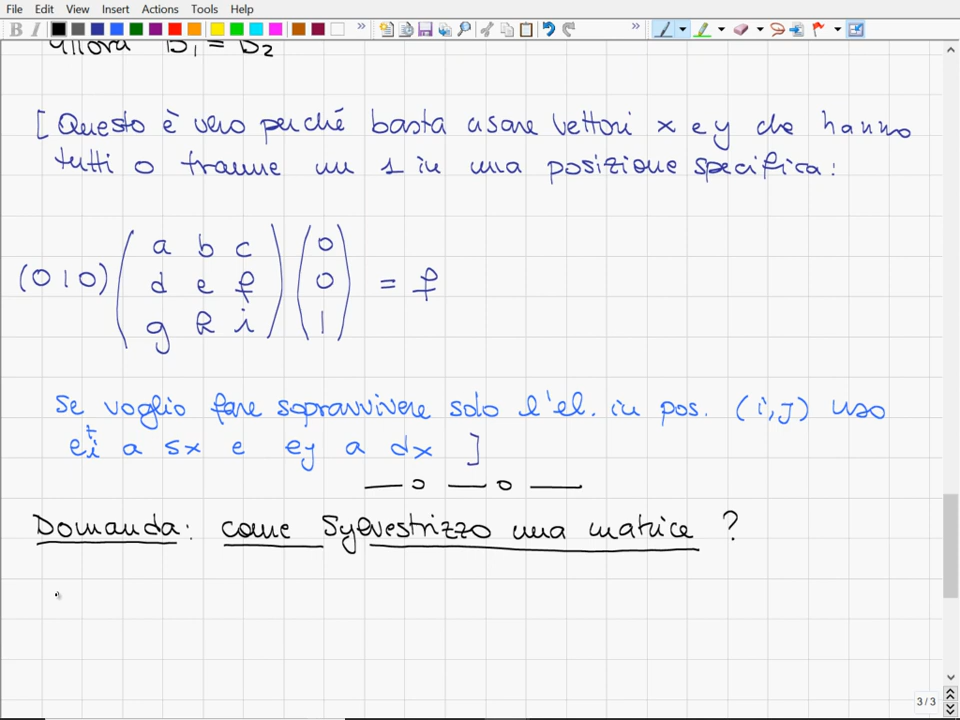 File Edit View Insert Actions Tools Help
allora B₁ = B₂
[ Questo è vero perché basta usare vettori x e y che hanno
tutti 0 tranne un 1 in una posizione specifica:
(0 1 0) ( a b c ) ( 0 )
( d e f ) ( 0 ) = f
( g h i ) ( 1 )
Se voglio fare sopravvivere solo l'el. in pos. (i,j) uso
eᵢᵗ a sx e eⱼ a dx ]
Domanda: come Sylvestrizzo una matrice ?
3 / 3